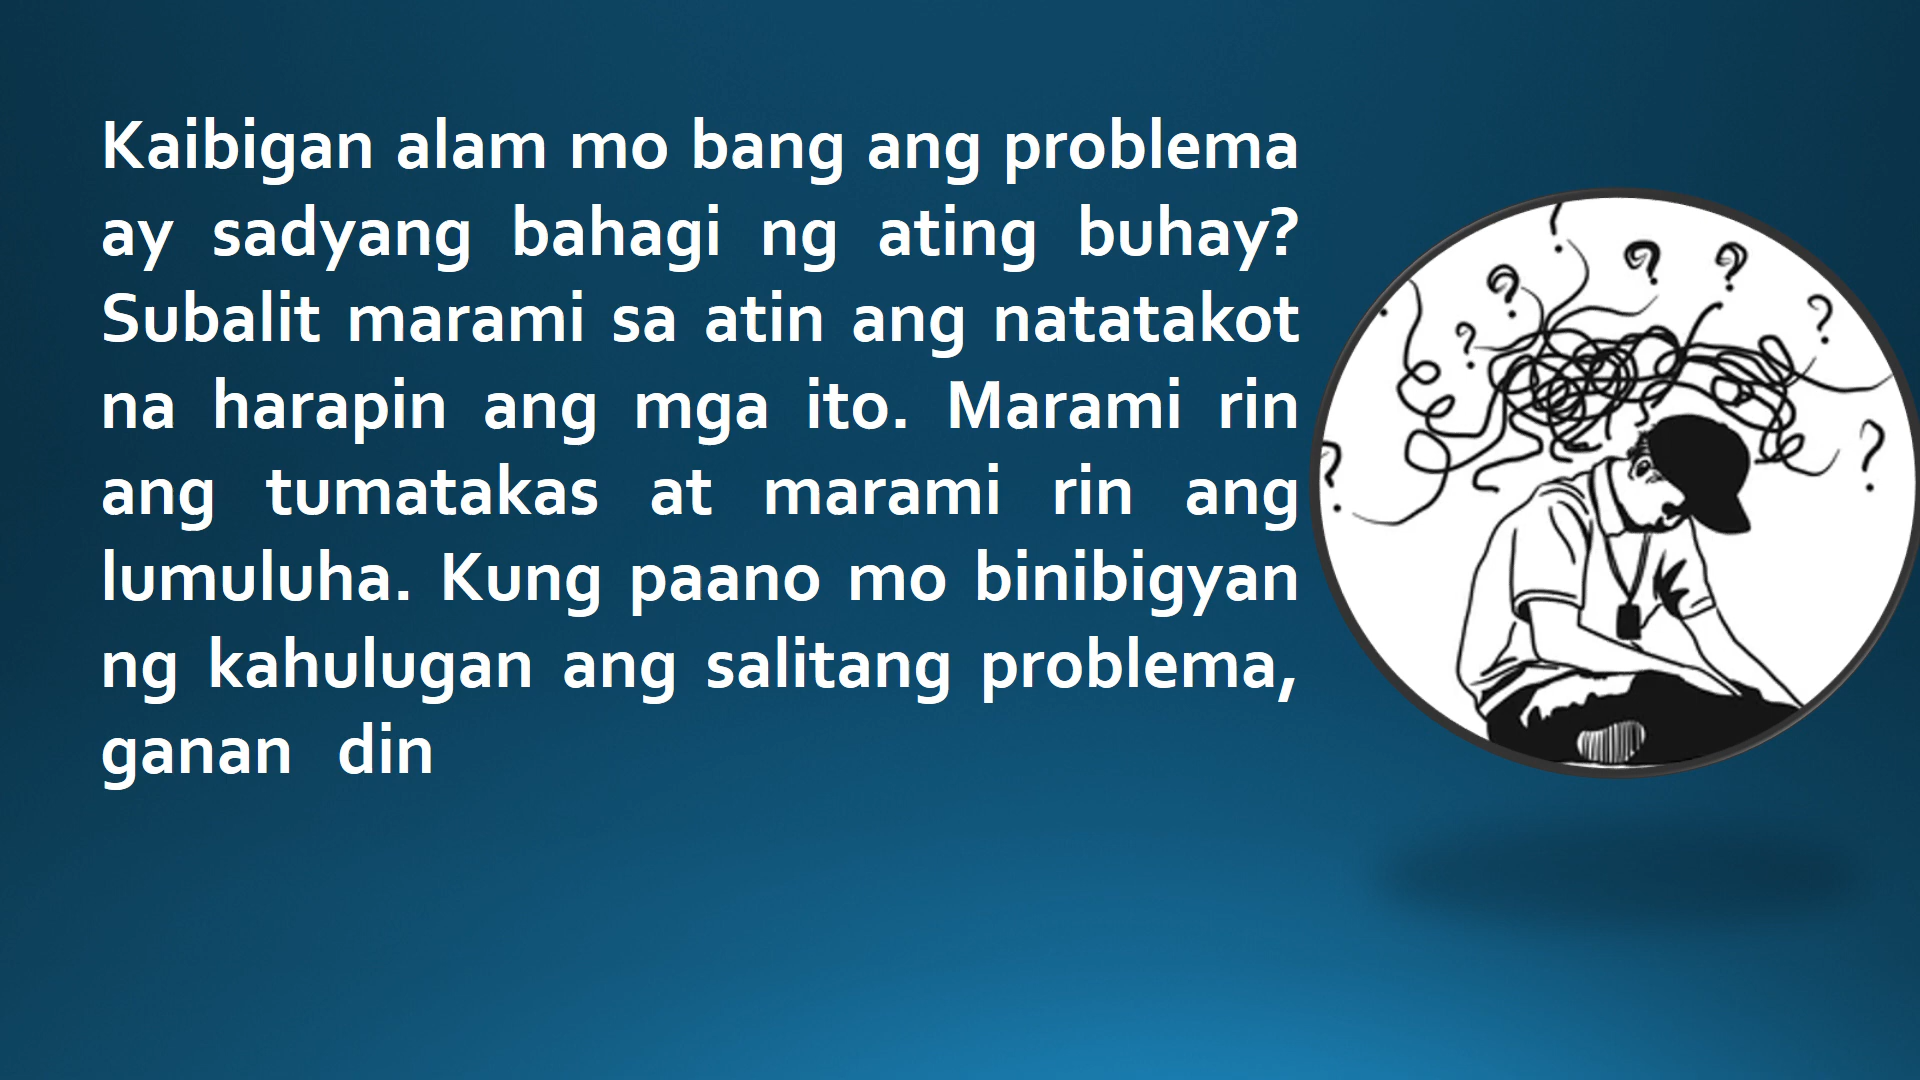 Kaibigan alam mo bang ang problema
ay sadyang bahagi ng ating buhay?
Subalit marami sa atin ang natatakot
na harapin ang mga ito. Marami rin
ang tumatakas at marami rin ang
lumuluha. Kung paano mo binibigyan
ng kahulugan ang salitang problema,
ganan din